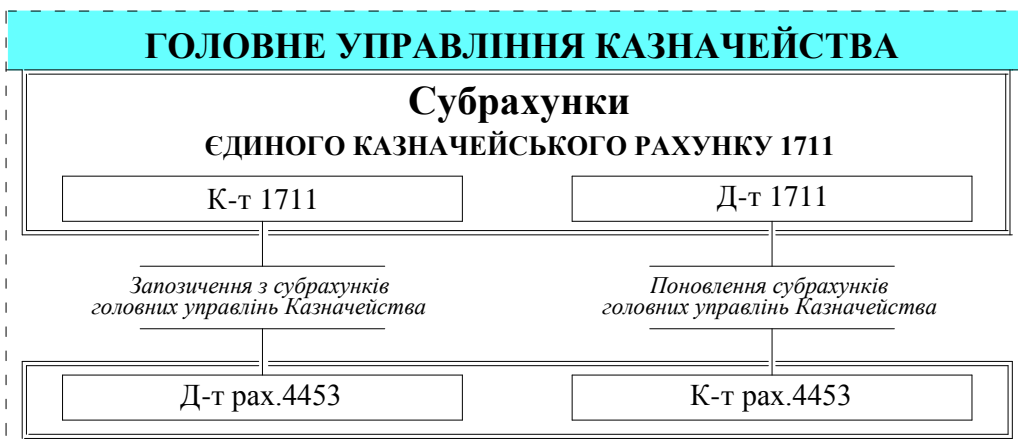 ГОЛОВНЕ УПРАВЛІННЯ КАЗНАЧЕЙСТВА
Субрахунки
ЄДИНОГО КАЗНАЧЕЙСЬКОГО РАХУНКУ 1711
К-т 1711
Д-т 1711
Запозичення з субрахунків
головних управлінь Казначейства
Поновлення субрахунків
головних управлінь Казначейства
Д-т рах.4453
К-т рах.4453